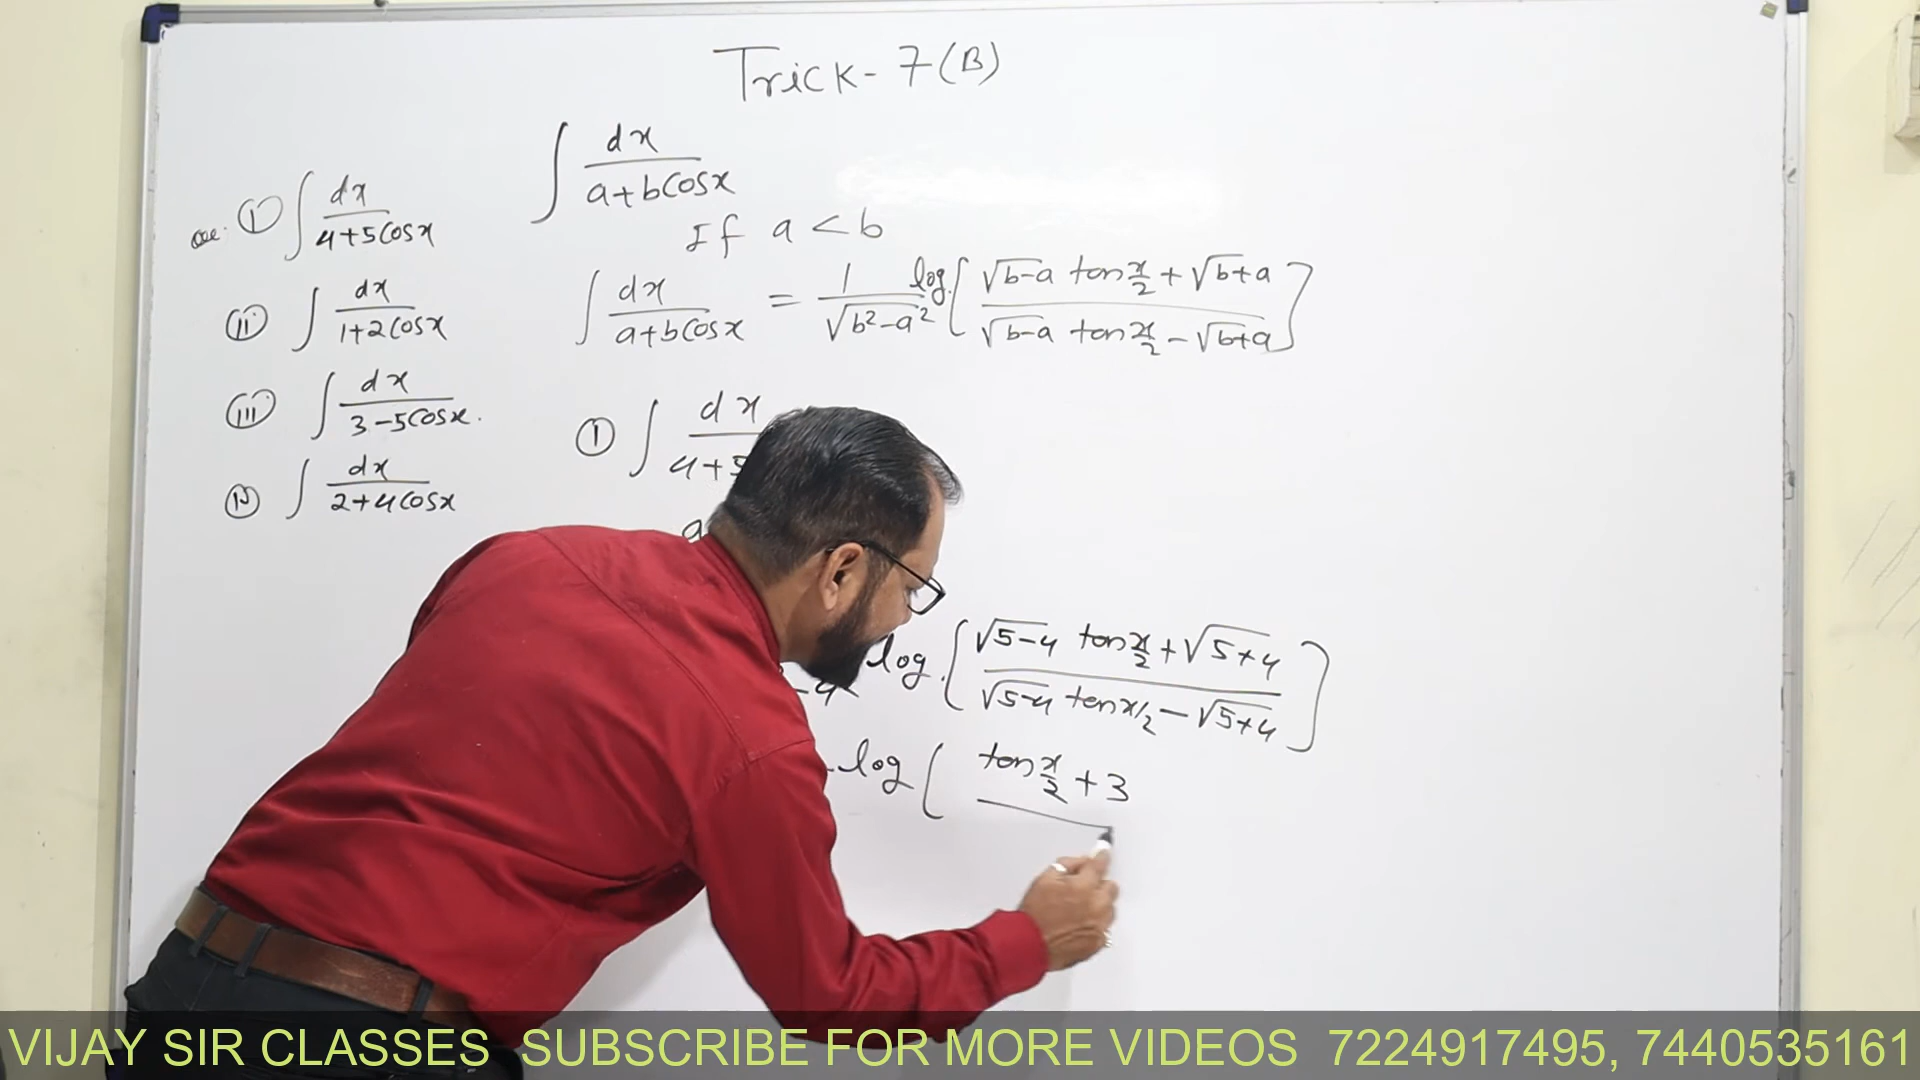 Trick-7(B)
∫ dx / a+bCosx
Que. (i) ∫ dx / 4+5Cosx
If a < b
(ii) ∫ dx / 1+2Cosx
∫ dx / a+bCosx = 1 / √b²-a² log [ √b-a tan x/2 + √b+a / √b-a tan x/2 - √b+a ]
(iii) ∫ dx / 3-5Cosx.
(iv) ∫ dx / 2+4Cosx
① ∫ dx / 4+5
log. [ √5-4 tan x/2 + √5+4 / √5-4 tan x/2 - √5+4 ]
log ( tan x/2 + 3
VIJAY SIR CLASSES SUBSCRIBE FOR MORE VIDEOS 7224917495, 7440535161